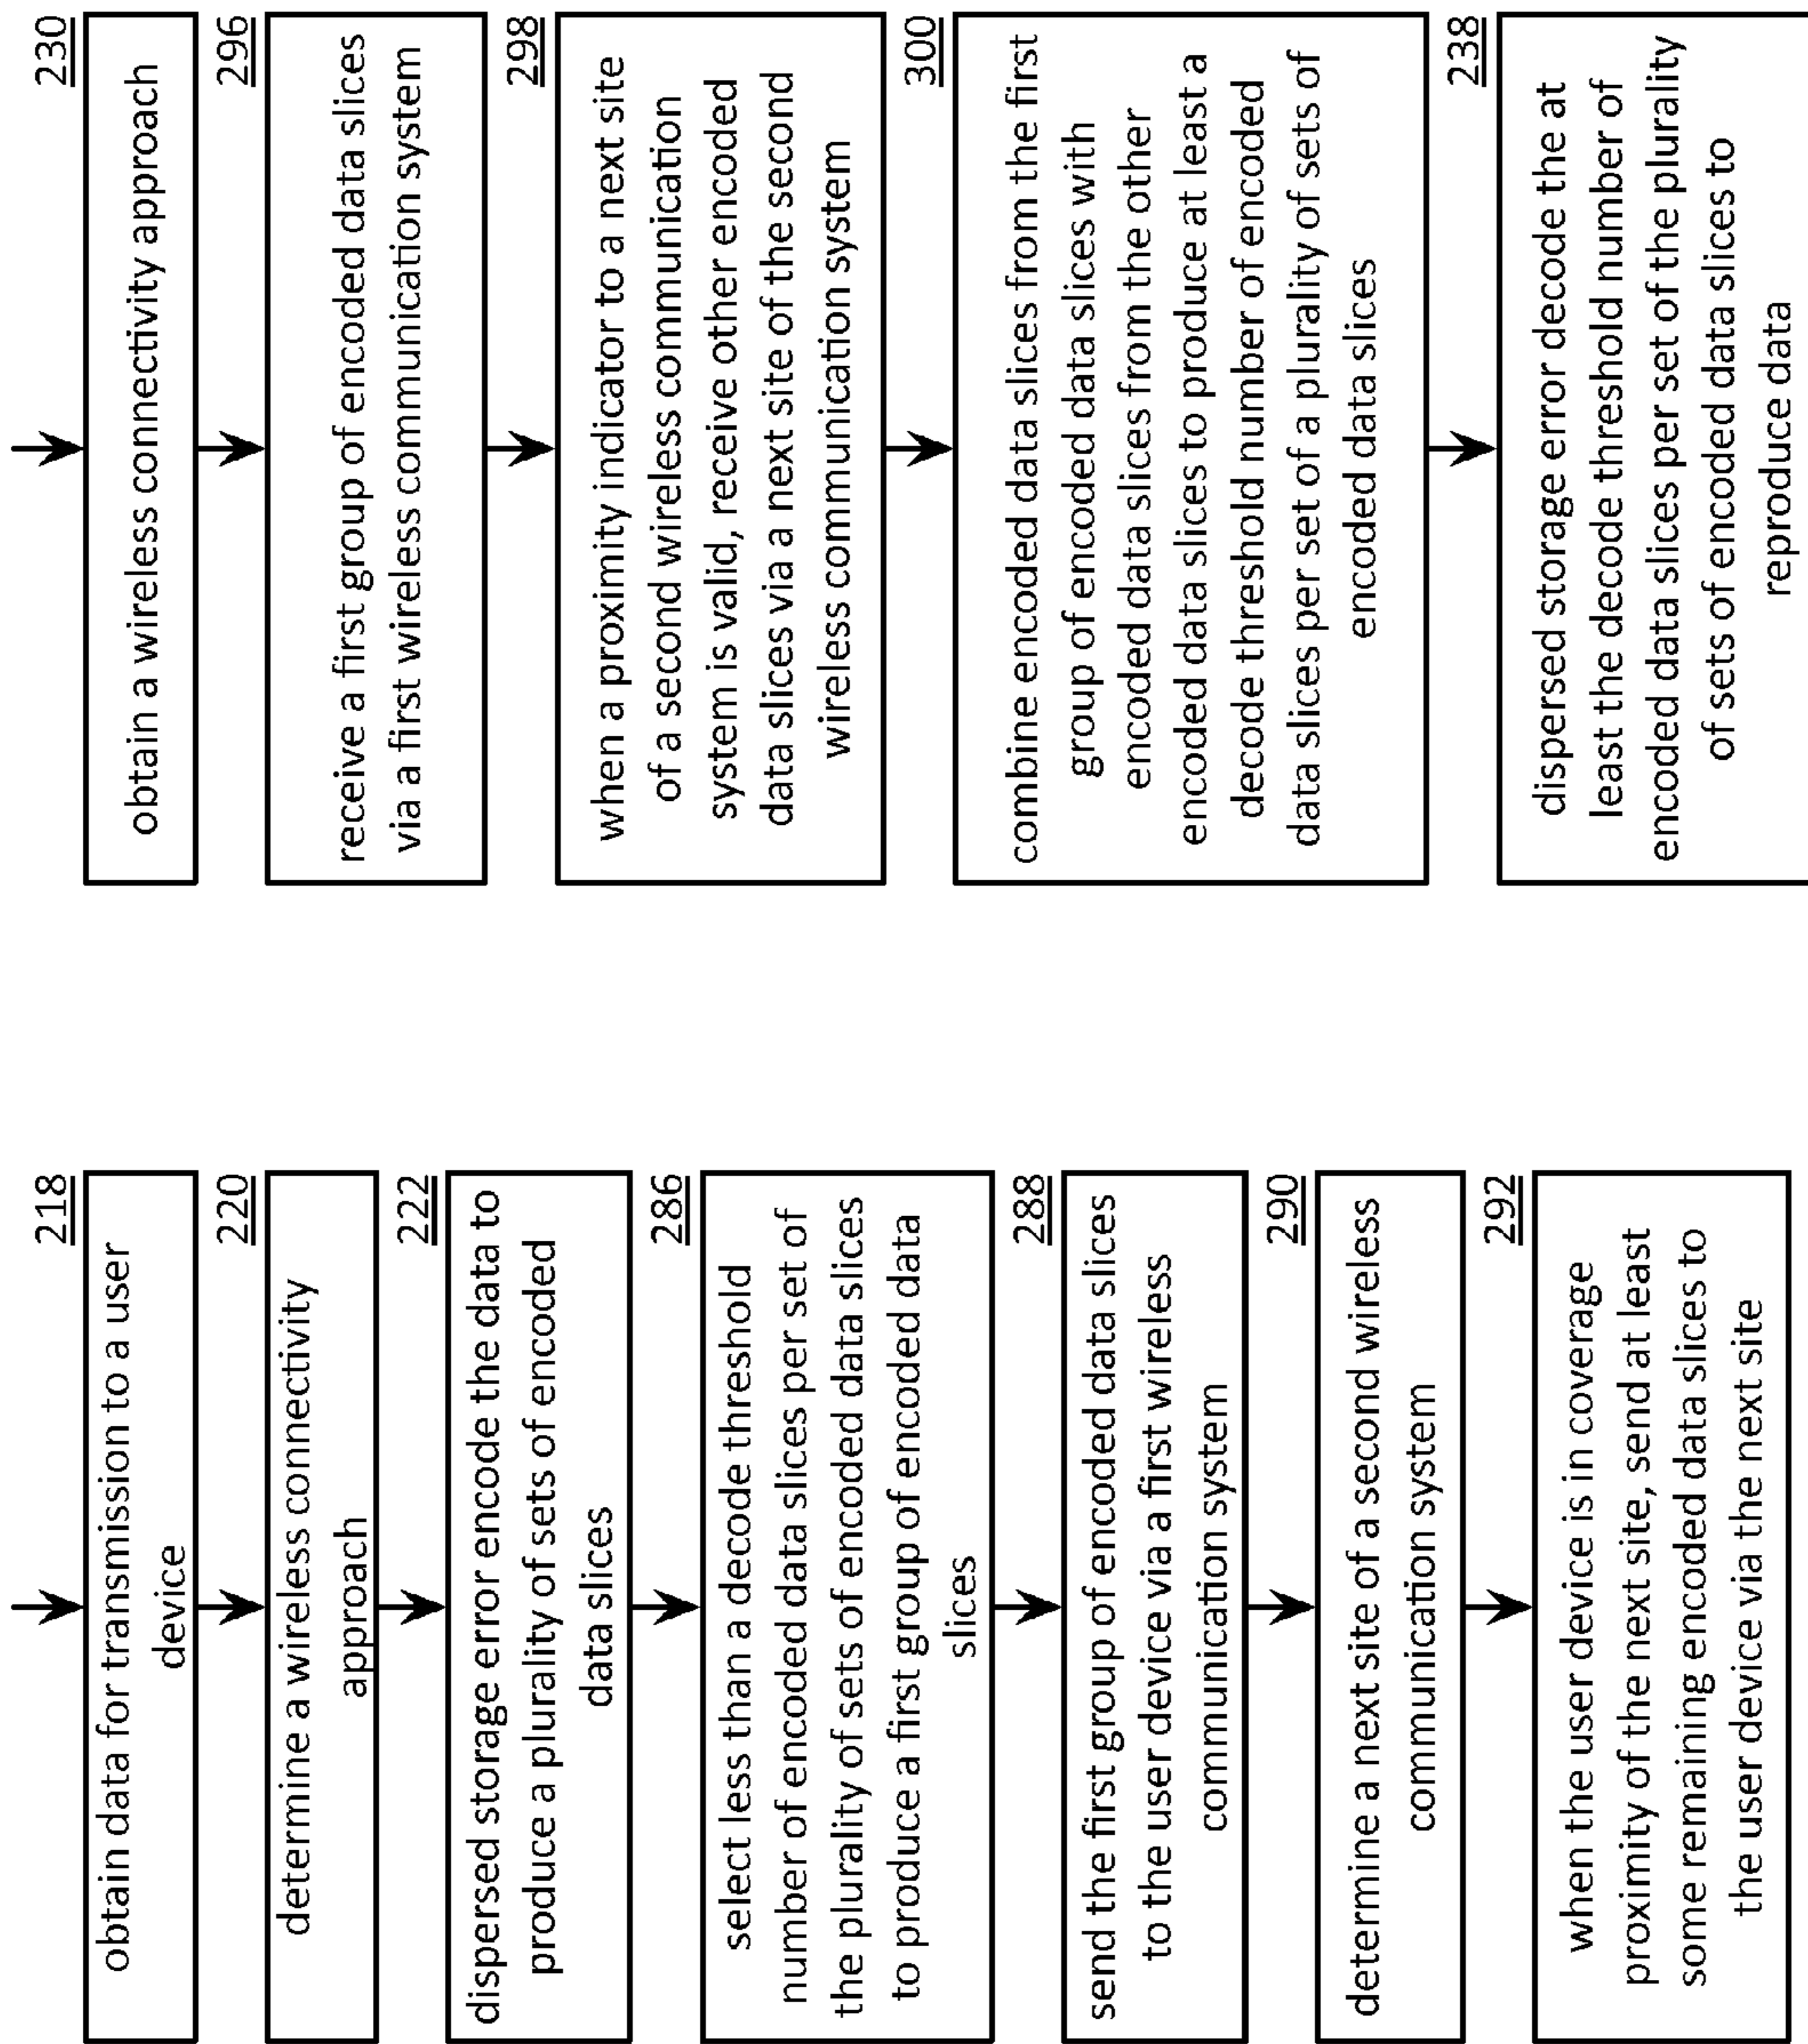 218
obtain data for transmission to a user
device
220
determine a wireless connectivity
approach
222
dispersed storage error encode the data to
produce a plurality of sets of encoded
data slices
286
select less than a decode threshold
number of encoded data slices per set of
the plurality of sets of encoded data slices
to produce a first group of encoded data
slices
288
send the first group of encoded data slices
to the user device via a first wireless
communication system
290
determine a next site of a second wireless
communication system
292
when the user device is in coverage
proximity of the next site, send at least
some remaining encoded data slices to
the user device via the next site
230
obtain a wireless connectivity approach
296
receive a first group of encoded data slices
via a first wireless communication system
298
when a proximity indicator to a next site
of a second wireless communication
system is valid, receive other encoded
data slices via a next site of the second
wireless communication system
300
combine encoded data slices from the first
group of encoded data slices with
encoded data slices from the other
encoded data slices to produce at least a
decode threshold number of encoded
data slices per set of a plurality of sets of
encoded data slices
238
dispersed storage error decode the at
least the decode threshold number of
encoded data slices per set of the plurality
of sets of encoded data slices to
reproduce data